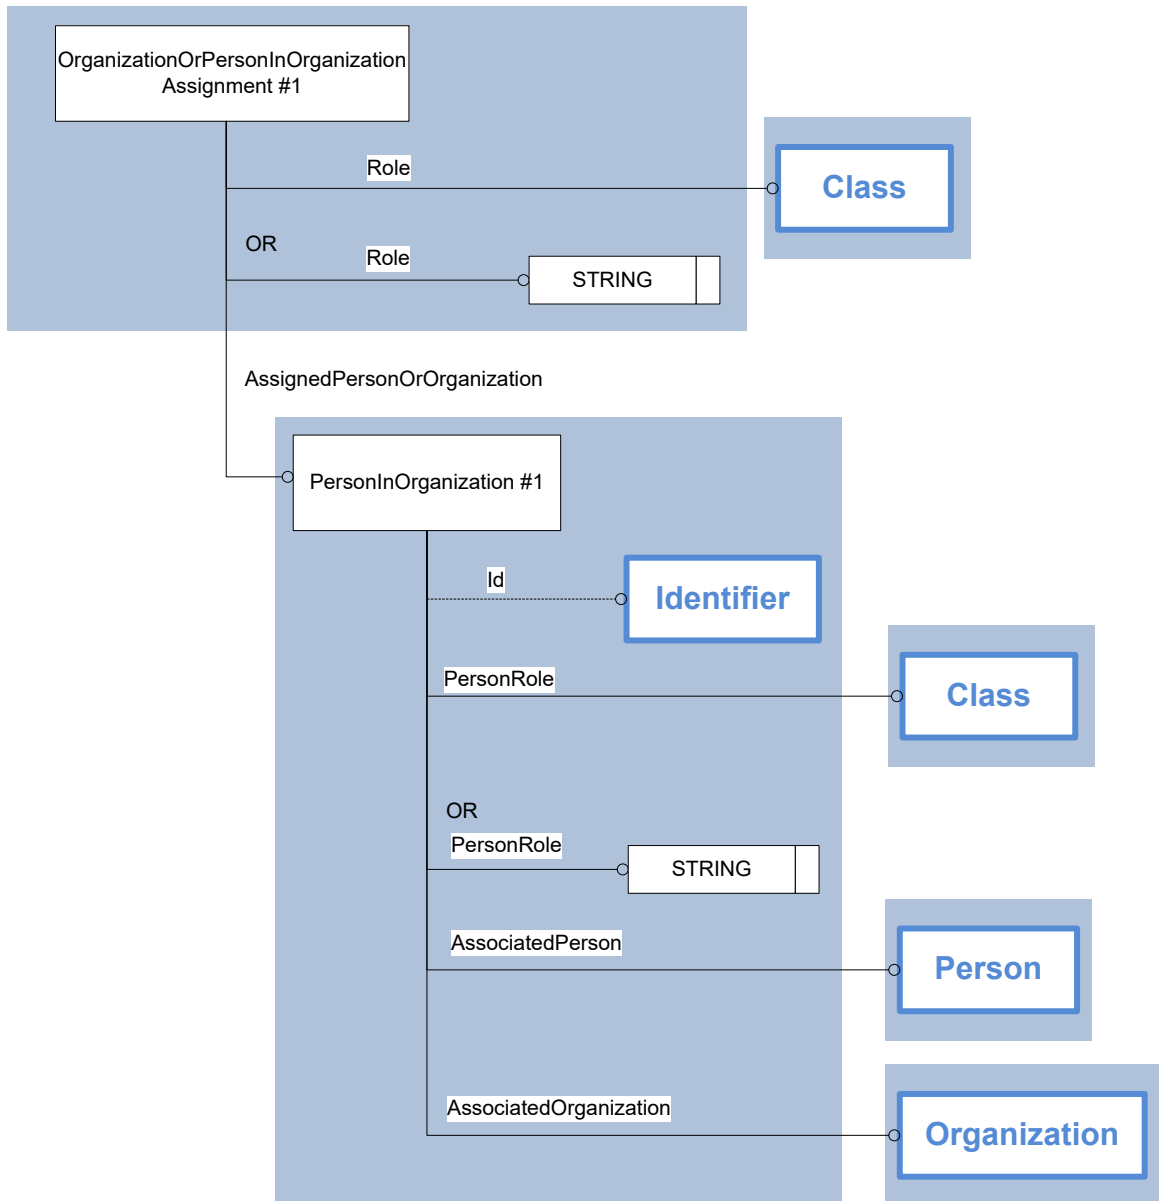 OrganizationOrPersonInOrganization
Assignment #1
Role
Class
OR
Role
STRING
AssignedPersonOrOrganization
PersonInOrganization #1
Id
Identifier
PersonRole
Class
OR
PersonRole
STRING
AssociatedPerson
Person
AssociatedOrganization
Organization